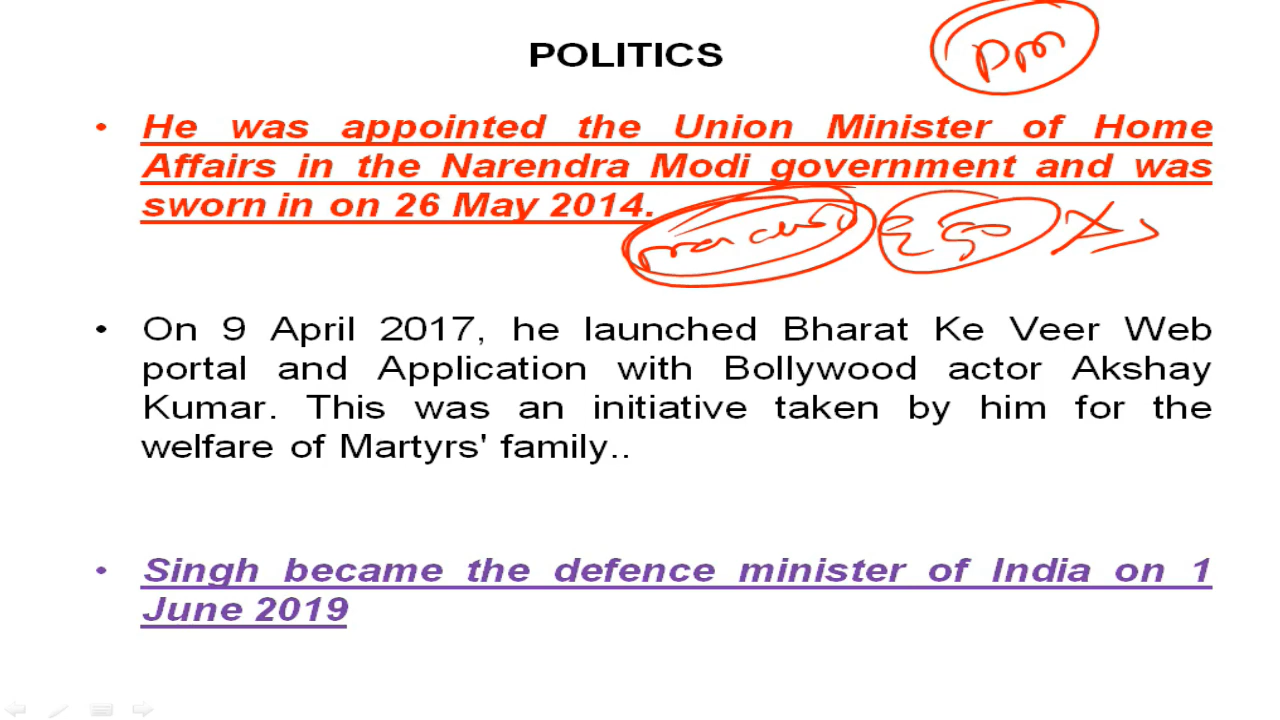 POLITICS
pm
• He was appointed the Union Minister of Home
Affairs in the Narendra Modi government and was
sworn in on 26 May 2014.
Ego
• On 9 April 2017, he launched Bharat Ke Veer Web
portal and Application with Bollywood actor Akshay
Kumar. This was an initiative taken by him for the
welfare of Martyrs' family..
• Singh became the defence minister of India on 1
June 2019